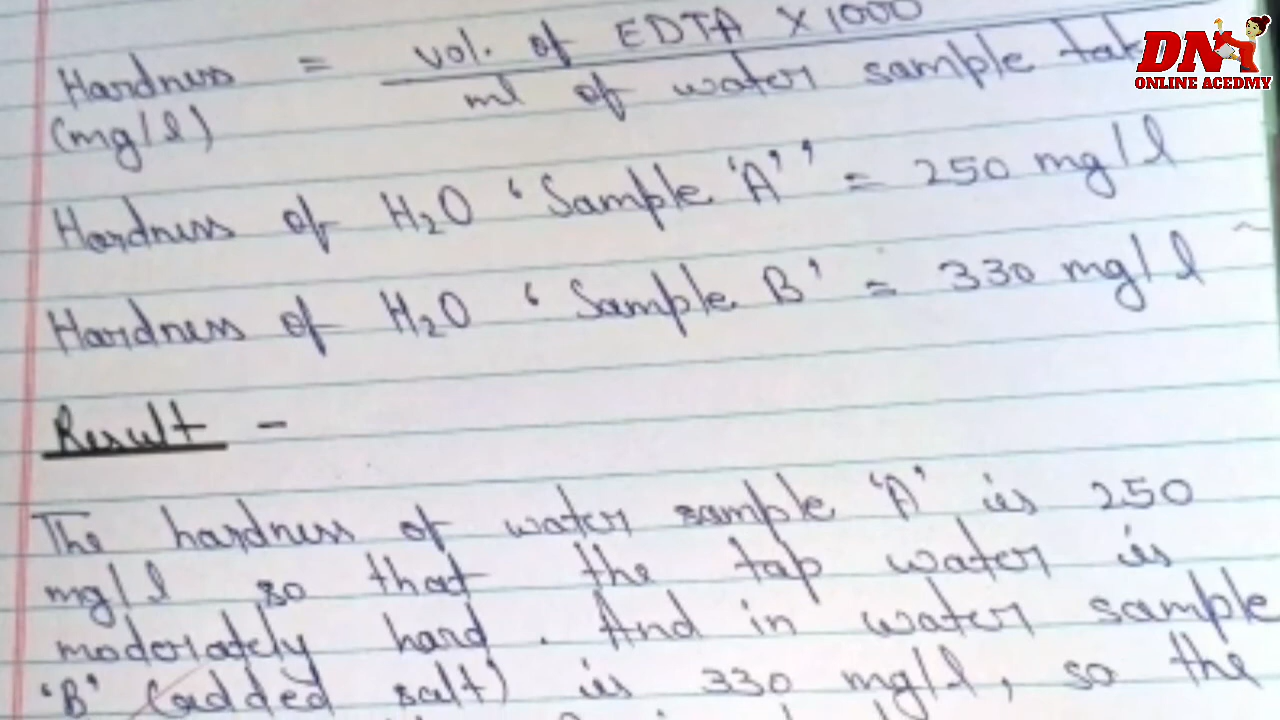 DN
ONLINE ACEDMY
Hardness = vol. of EDTA X 1000
(mg/l) ml of water sample
Hardness of H₂O 'Sample 'A'' = 250 mg/l
Hardness of H₂O 'Sample B' = 330 mg/l
Result -
The hardness of water sample 'A' is 250
mg/l so that the tap water is
moderately hard. And in water sample
'B' (added salt) is 330 mg/l, so the